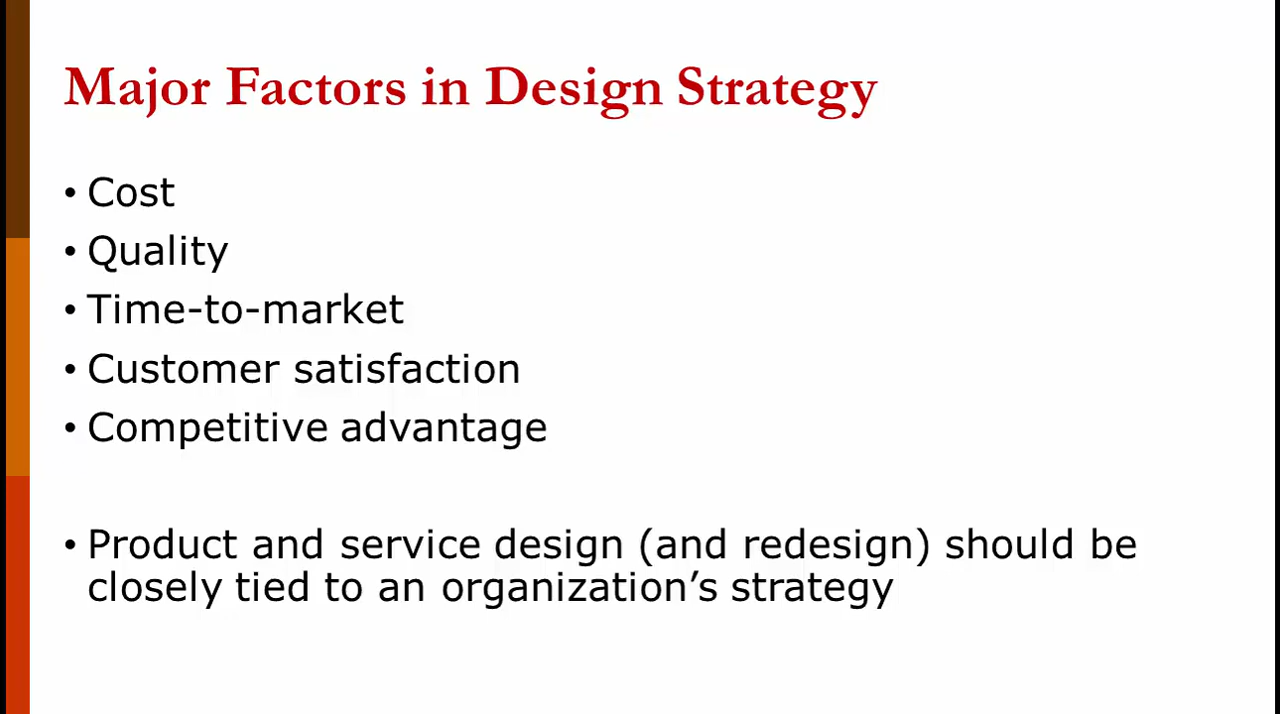 Major Factors in Design Strategy
• Cost
• Quality
• Time-to-market
• Customer satisfaction
• Competitive advantage
• Product and service design (and redesign) should be
closely tied to an organization’s strategy